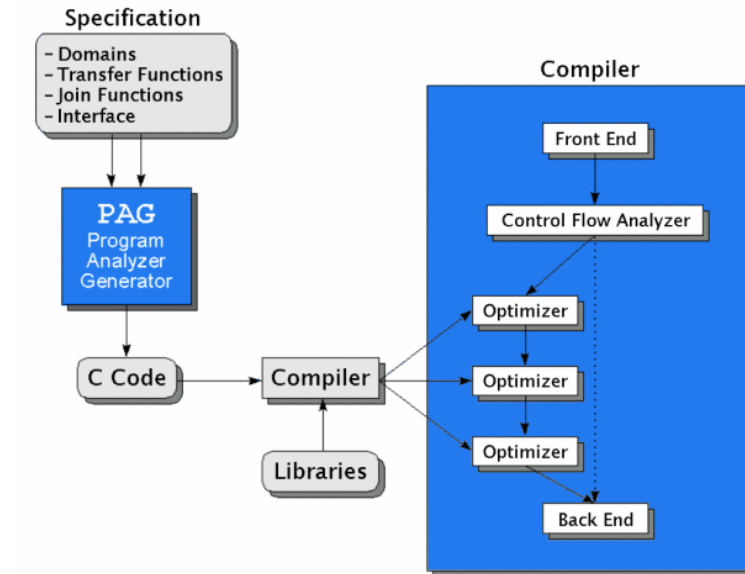 Specification
- Domains
- Transfer Functions
- Join Functions
- Interface
PAG
Program
Analyzer
Generator
C Code
Compiler
Libraries
Compiler
Front End
Control Flow Analyzer
Optimizer
Optimizer
Optimizer
Back End